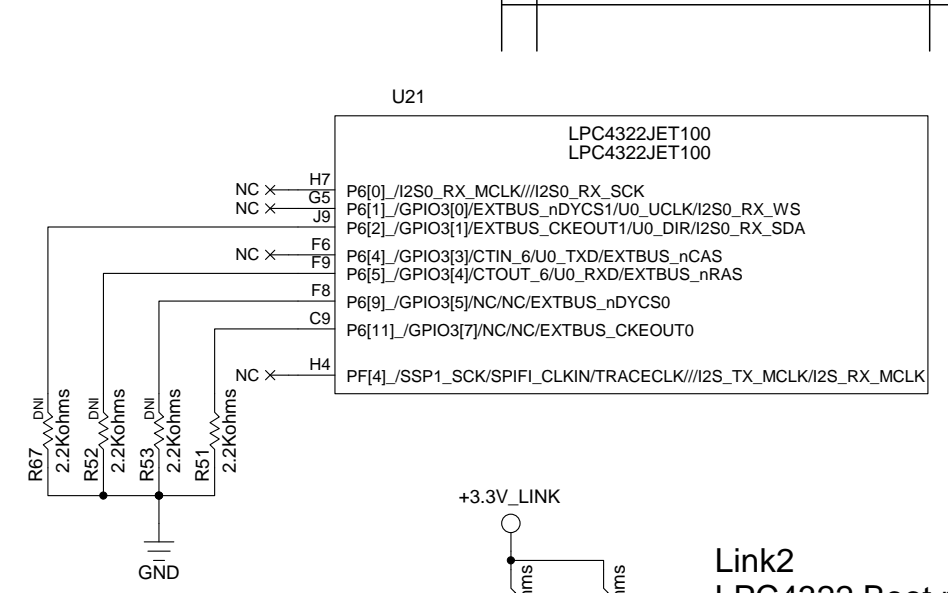 U21
LPC4322JET100
LPC4322JET100
NC H7 P6[0]_/I2S0_RX_MCLK///I2S0_RX_SCK
NC G5 P6[1]_/GPIO3[0]/EXTBUS_nDYCS1/U0_UCLK/I2S0_RX_WS
J9 P6[2]_/GPIO3[1]/EXTBUS_CKEOUT1/U0_DIR/I2S0_RX_SDA
NC F6 P6[4]_/GPIO3[3]/CTIN_6/U0_TXD/EXTBUS_nCAS
F9 P6[5]_/GPIO3[4]/CTOUT_6/U0_RXD/EXTBUS_nRAS
F8 P6[9]_/GPIO3[5]/NC/NC/EXTBUS_nDYCS0
C9 P6[11]_/GPIO3[7]/NC/NC/EXTBUS_CKEOUT0
NC H4 PF[4]_/SSP1_SCK/SPIFI_CLKIN/TRACECLK///I2S_TX_MCLK/I2S_RX_MCLK
R67
DNI
2.2Kohms
R52
DNI
2.2Kohms
R53
DNI
2.2Kohms
R51
2.2Kohms
GND
+3.3V_LINK
Link2
LPC4322